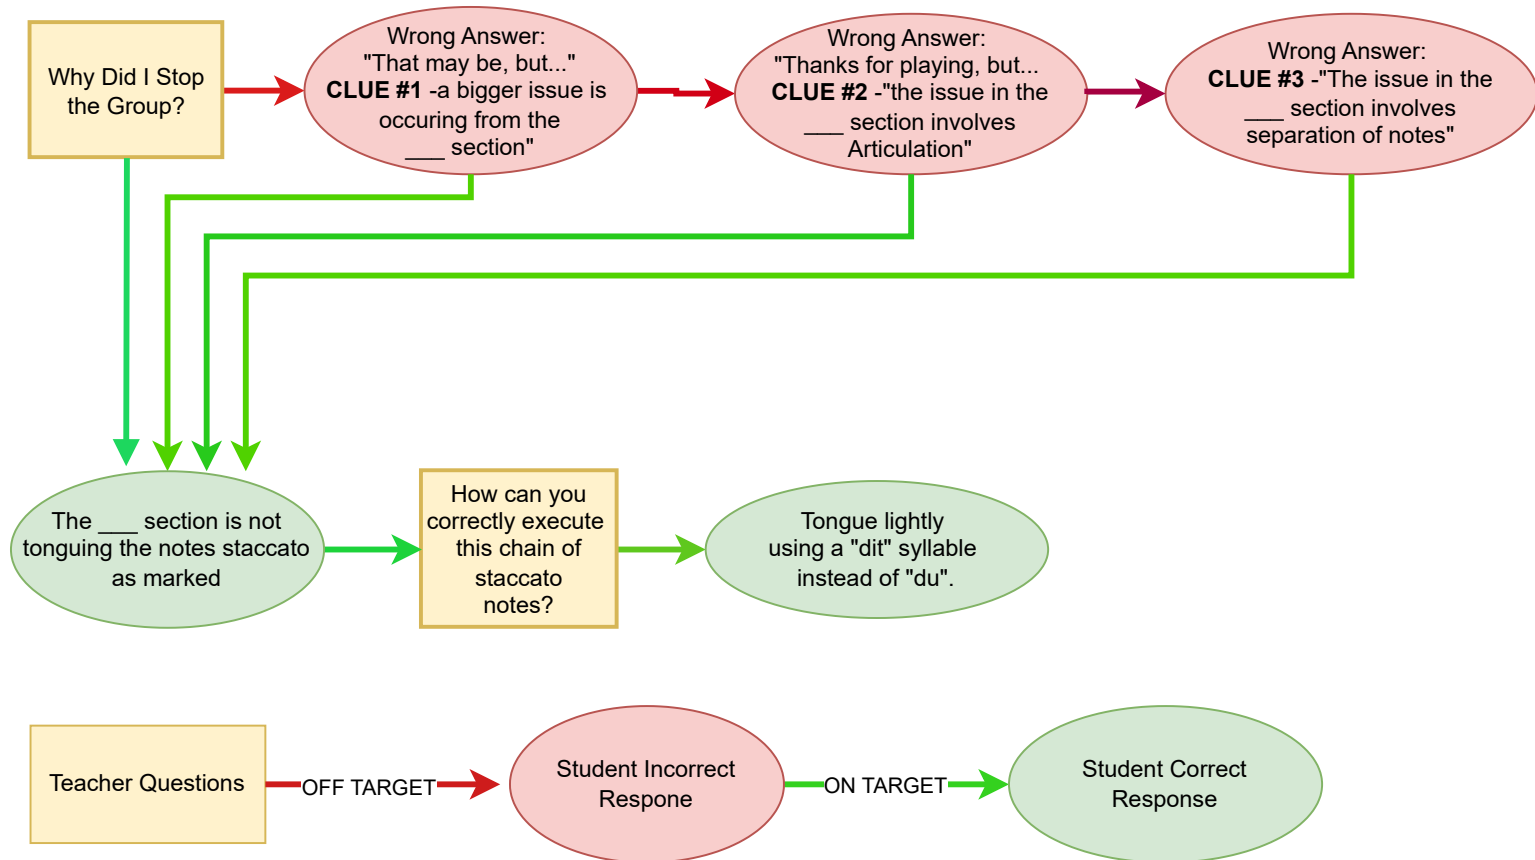 Why Did I Stop
the Group?
Wrong Answer:
"That may be, but..."
CLUE #1 -a bigger issue is
occuring from the
___ section"
Wrong Answer:
"Thanks for playing, but...
CLUE #2 -"the issue in the
___ section involves
Articulation"
Wrong Answer:
CLUE #3 -"The issue in the
___ section involves
separation of notes"
The ___ section is not
tonguing the notes staccato
as marked
How can you
correctly execute
this chain of
staccato
notes?
Tongue lightly
using a "dit" syllable
instead of "du".
Teacher Questions
OFF TARGET
Student Incorrect
Respone
ON TARGET
Student Correct
Response